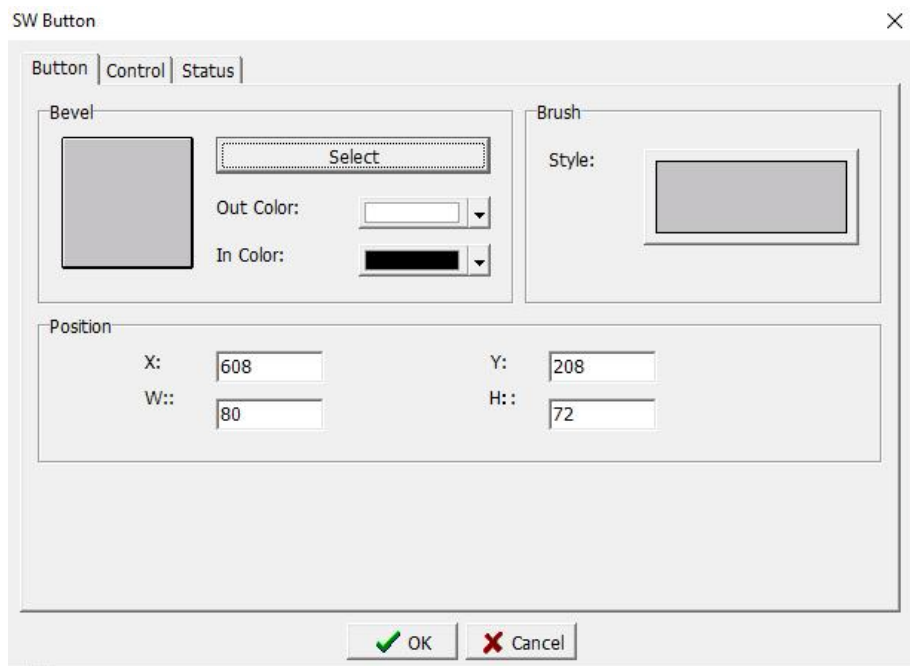 SW Button
Button Control Status
Bevel
Select
Out Color:
In Color:
Brush
Style:
Position
X: 608 Y: 208
W:: 80 H:: 72
OK Cancel